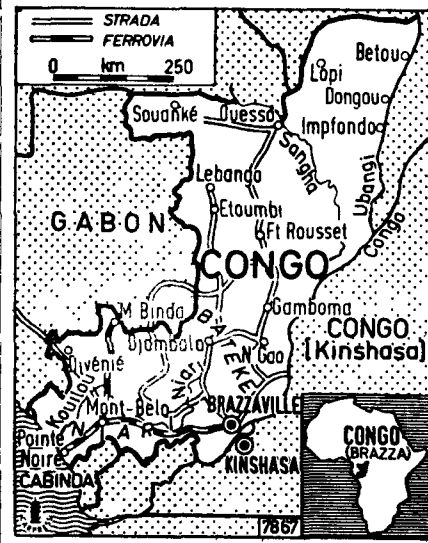 STRADA
FERROVIA
0 km 250
Betou
Lopi
Dongou
Impfondo
Souanké
Ouesso
Sangha
Ubangi
Congo
Lebango
Etoumbi
GABON
Ft Rousset
CONGO
M Binda
Gamboma
BATEKE
CONGO
(Kinshasa)
Djambala
N'Gao
Divénié
Niari
Kouilou
Mont-Belo
BRAZZAVILLE
NIARI
Pointe
Noire
KINSHASA
CABINDA
CONGO
(BRAZZA)
7867